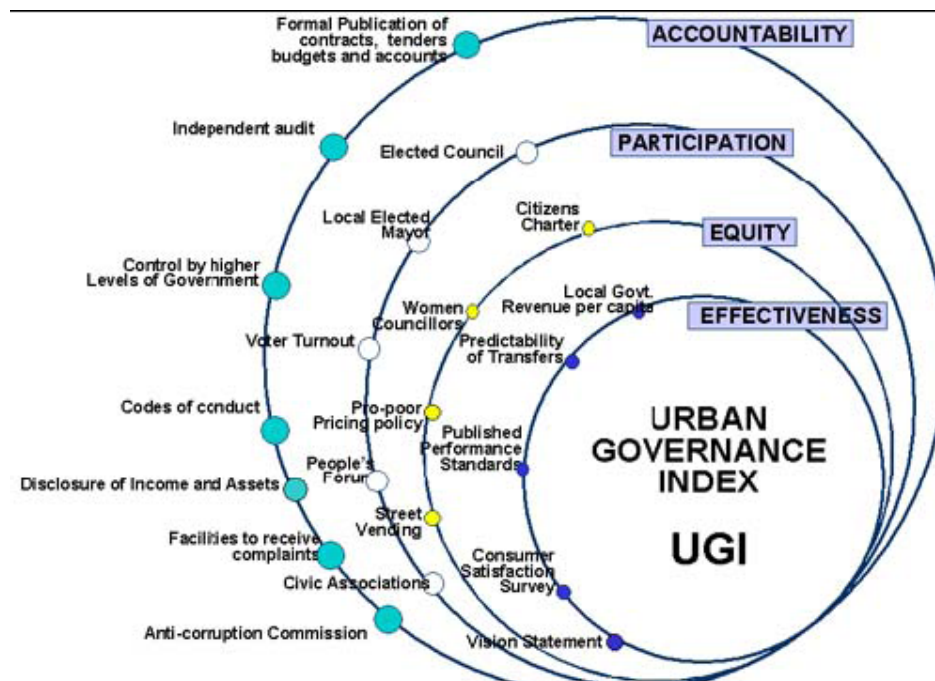 Formal Publication of
contracts, tenders
budgets and accounts
ACCOUNTABILITY
Independent audit
Elected Council
PARTICIPATION
Local Elected
Mayor
Citizens
Charter
EQUITY
Control by higher
Levels of Government
Women
Councillors
Local Govt.
Revenue per capita
EFFECTIVENESS
Voter Turnout
Predictability
of Transfers
Codes of conduct
Pro-poor
Pricing policy
Published
Performance
Standards
URBAN
GOVERNANCE
INDEX
UGI
Disclosure of Income and Assets
People's
Forum
Street
Vending
Facilities to receive
complaints
Civic Associations
Consumer
Satisfaction
Survey
Anti-corruption Commission
Vision Statement